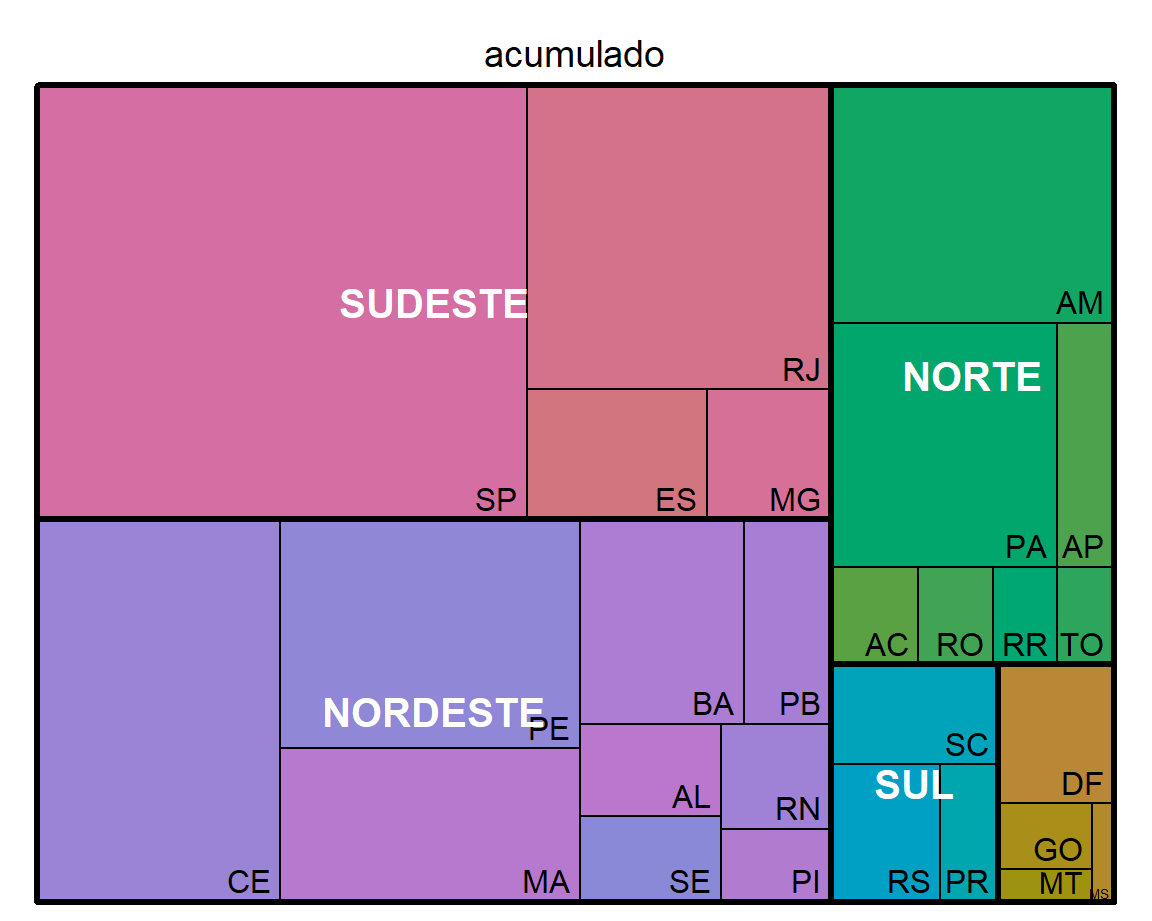 acumulado
SUDESTE
SP
RJ
ES
MG
NORDESTE
CE
PE
MA
BA
PB
AL
RN
SE
PI
NORTE
AM
PA
AP
AC
RO
RR
TO
SUL
SC
RS
PR
DF
GO
MT
MS